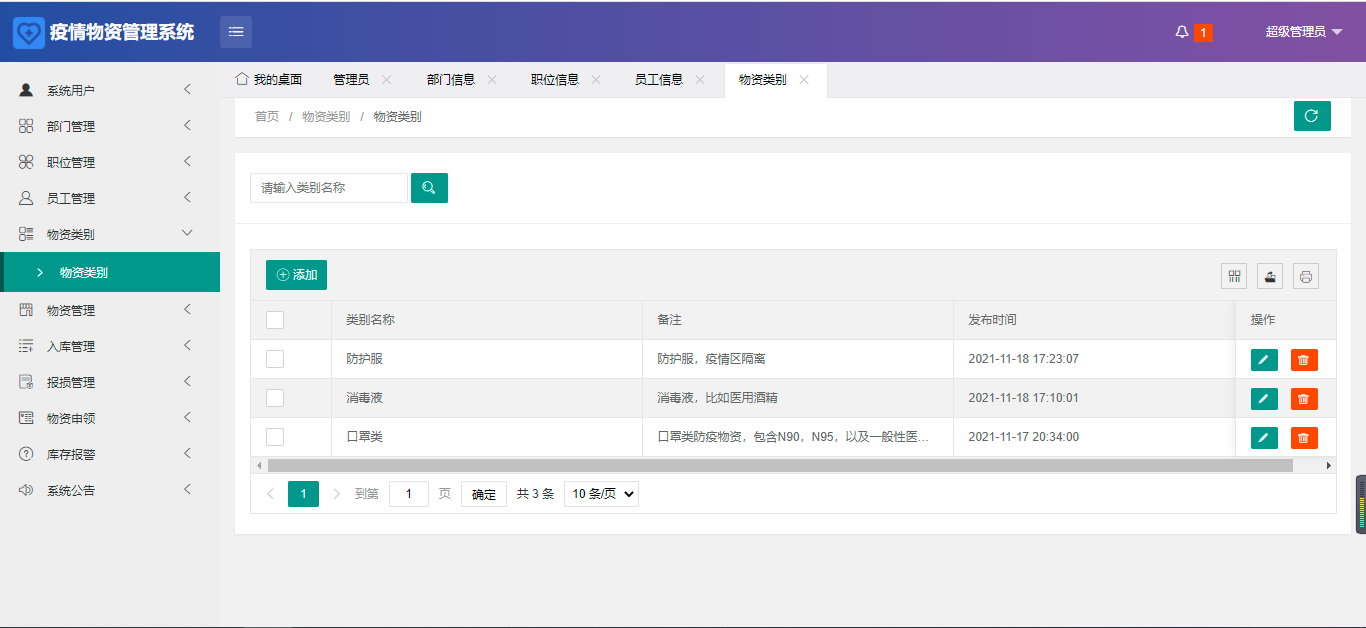 疫情物资管理系统
1
超级管理员
系统用户
部门管理
职位管理
员工管理
物资类别
物资类别
物资管理
入库管理
报损管理
物资申领
库存报警
系统公告
我的桌面 管理员 部门信息 职位信息 员工信息 物资类别
首页 / 物资类别 / 物资类别
请输入类别名称
添加
类别名称 备注 发布时间 操作
防护服 防护服，疫情区隔离 2021-11-18 17:23:07
消毒液 消毒液，比如医用酒精 2021-11-18 17:10:01
口罩类 口罩类防疫物资，包含N90，N95，以及一般性医... 2021-11-17 20:34:00
1 到第 1 页 确定 共 3 条 10 条/页